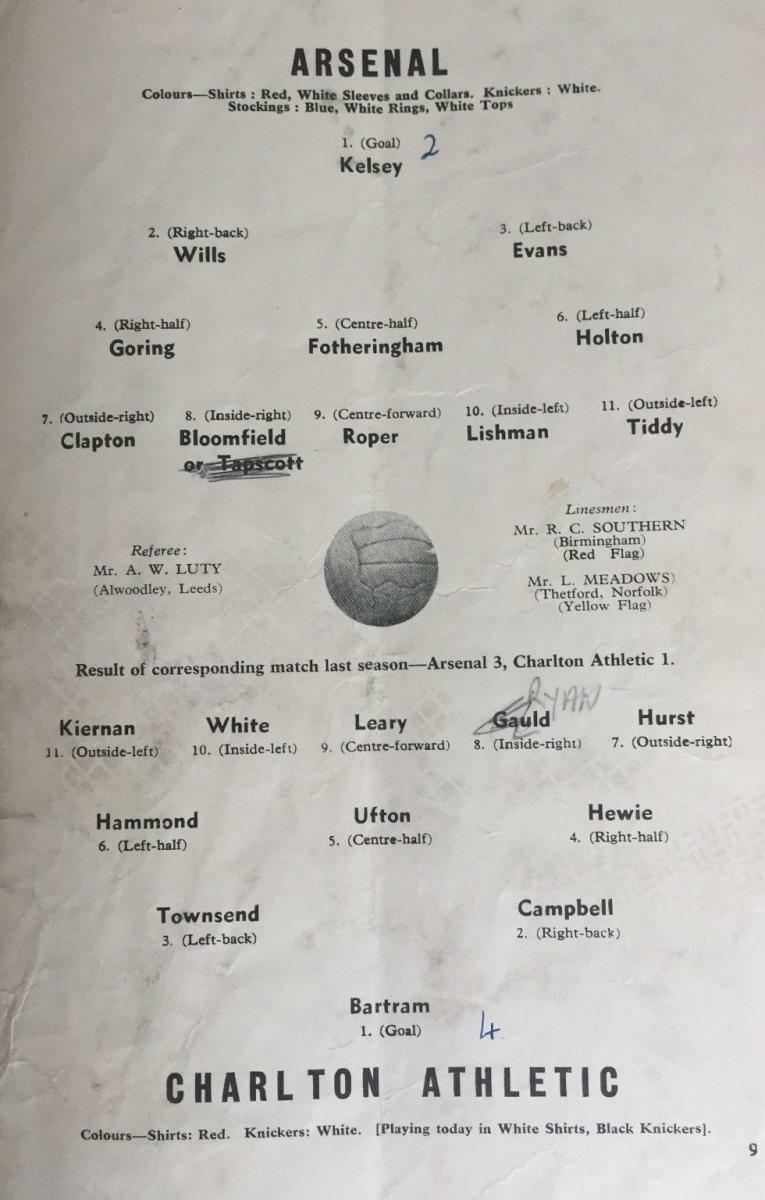 ARSENAL
Colours—Shirts : Red, White Sleeves and Collars. Knickers : White.
Stockings : Blue, White Rings, White Tops
1. (Goal) 2
Kelsey
2. (Right-back) 3. (Left-back)
Wills Evans
4. (Right-half) 5. (Centre-half) 6. (Left-half)
Goring Fotheringham Holton
7. (Outside-right) 8. (Inside-right) 9. (Centre-forward) 10. (Inside-left) 11. (Outside-left)
Clapton Bloomfield Roper Lishman Tiddy
or Tapscott
Linesmen :
Mr. R. C. SOUTHERN
(Birmingham)
(Red Flag)
Mr. L. MEADOWS)
(Thetford, Norfolk)
(Yellow Flag)
Referee :
Mr. A. W. LUTY
(Alwoodley, Leeds)
Result of corresponding match last season—Arsenal 3, Charlton Athletic 1.
RYAN
Kiernan White Leary Gauld Hurst
11. (Outside-left) 10. (Inside-left) 9. (Centre-forward) 8. (Inside-right) 7. (Outside-right)
Hammond Ufton Hewie
6. (Left-half) 5. (Centre-half) 4. (Right-half)
Townsend Campbell
3. (Left-back) 2. (Right-back)
Bartram
1. (Goal) 4
CHARLTON ATHLETIC
Colours—Shirts: Red. Knickers: White. [Playing today in White Shirts, Black Knickers].
9